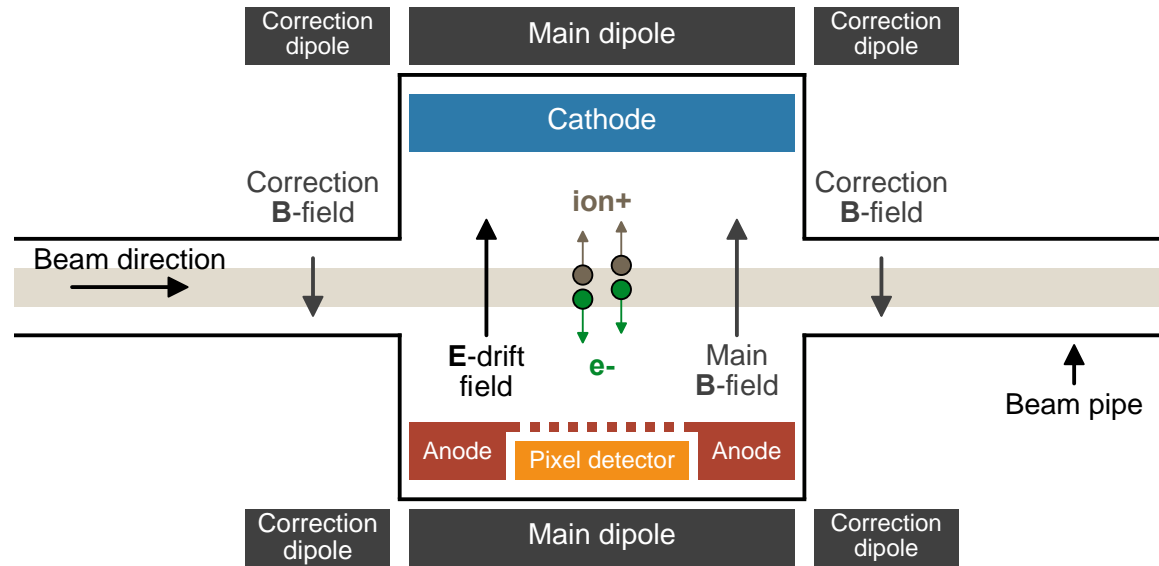 Correction
dipole
Main dipole
Correction
dipole
Cathode
Correction
B-field
ion+
Correction
B-field
Beam direction
E-drift
field
e-
Main
B-field
Beam pipe
Anode
Pixel detector
Anode
Correction
dipole
Main dipole
Correction
dipole